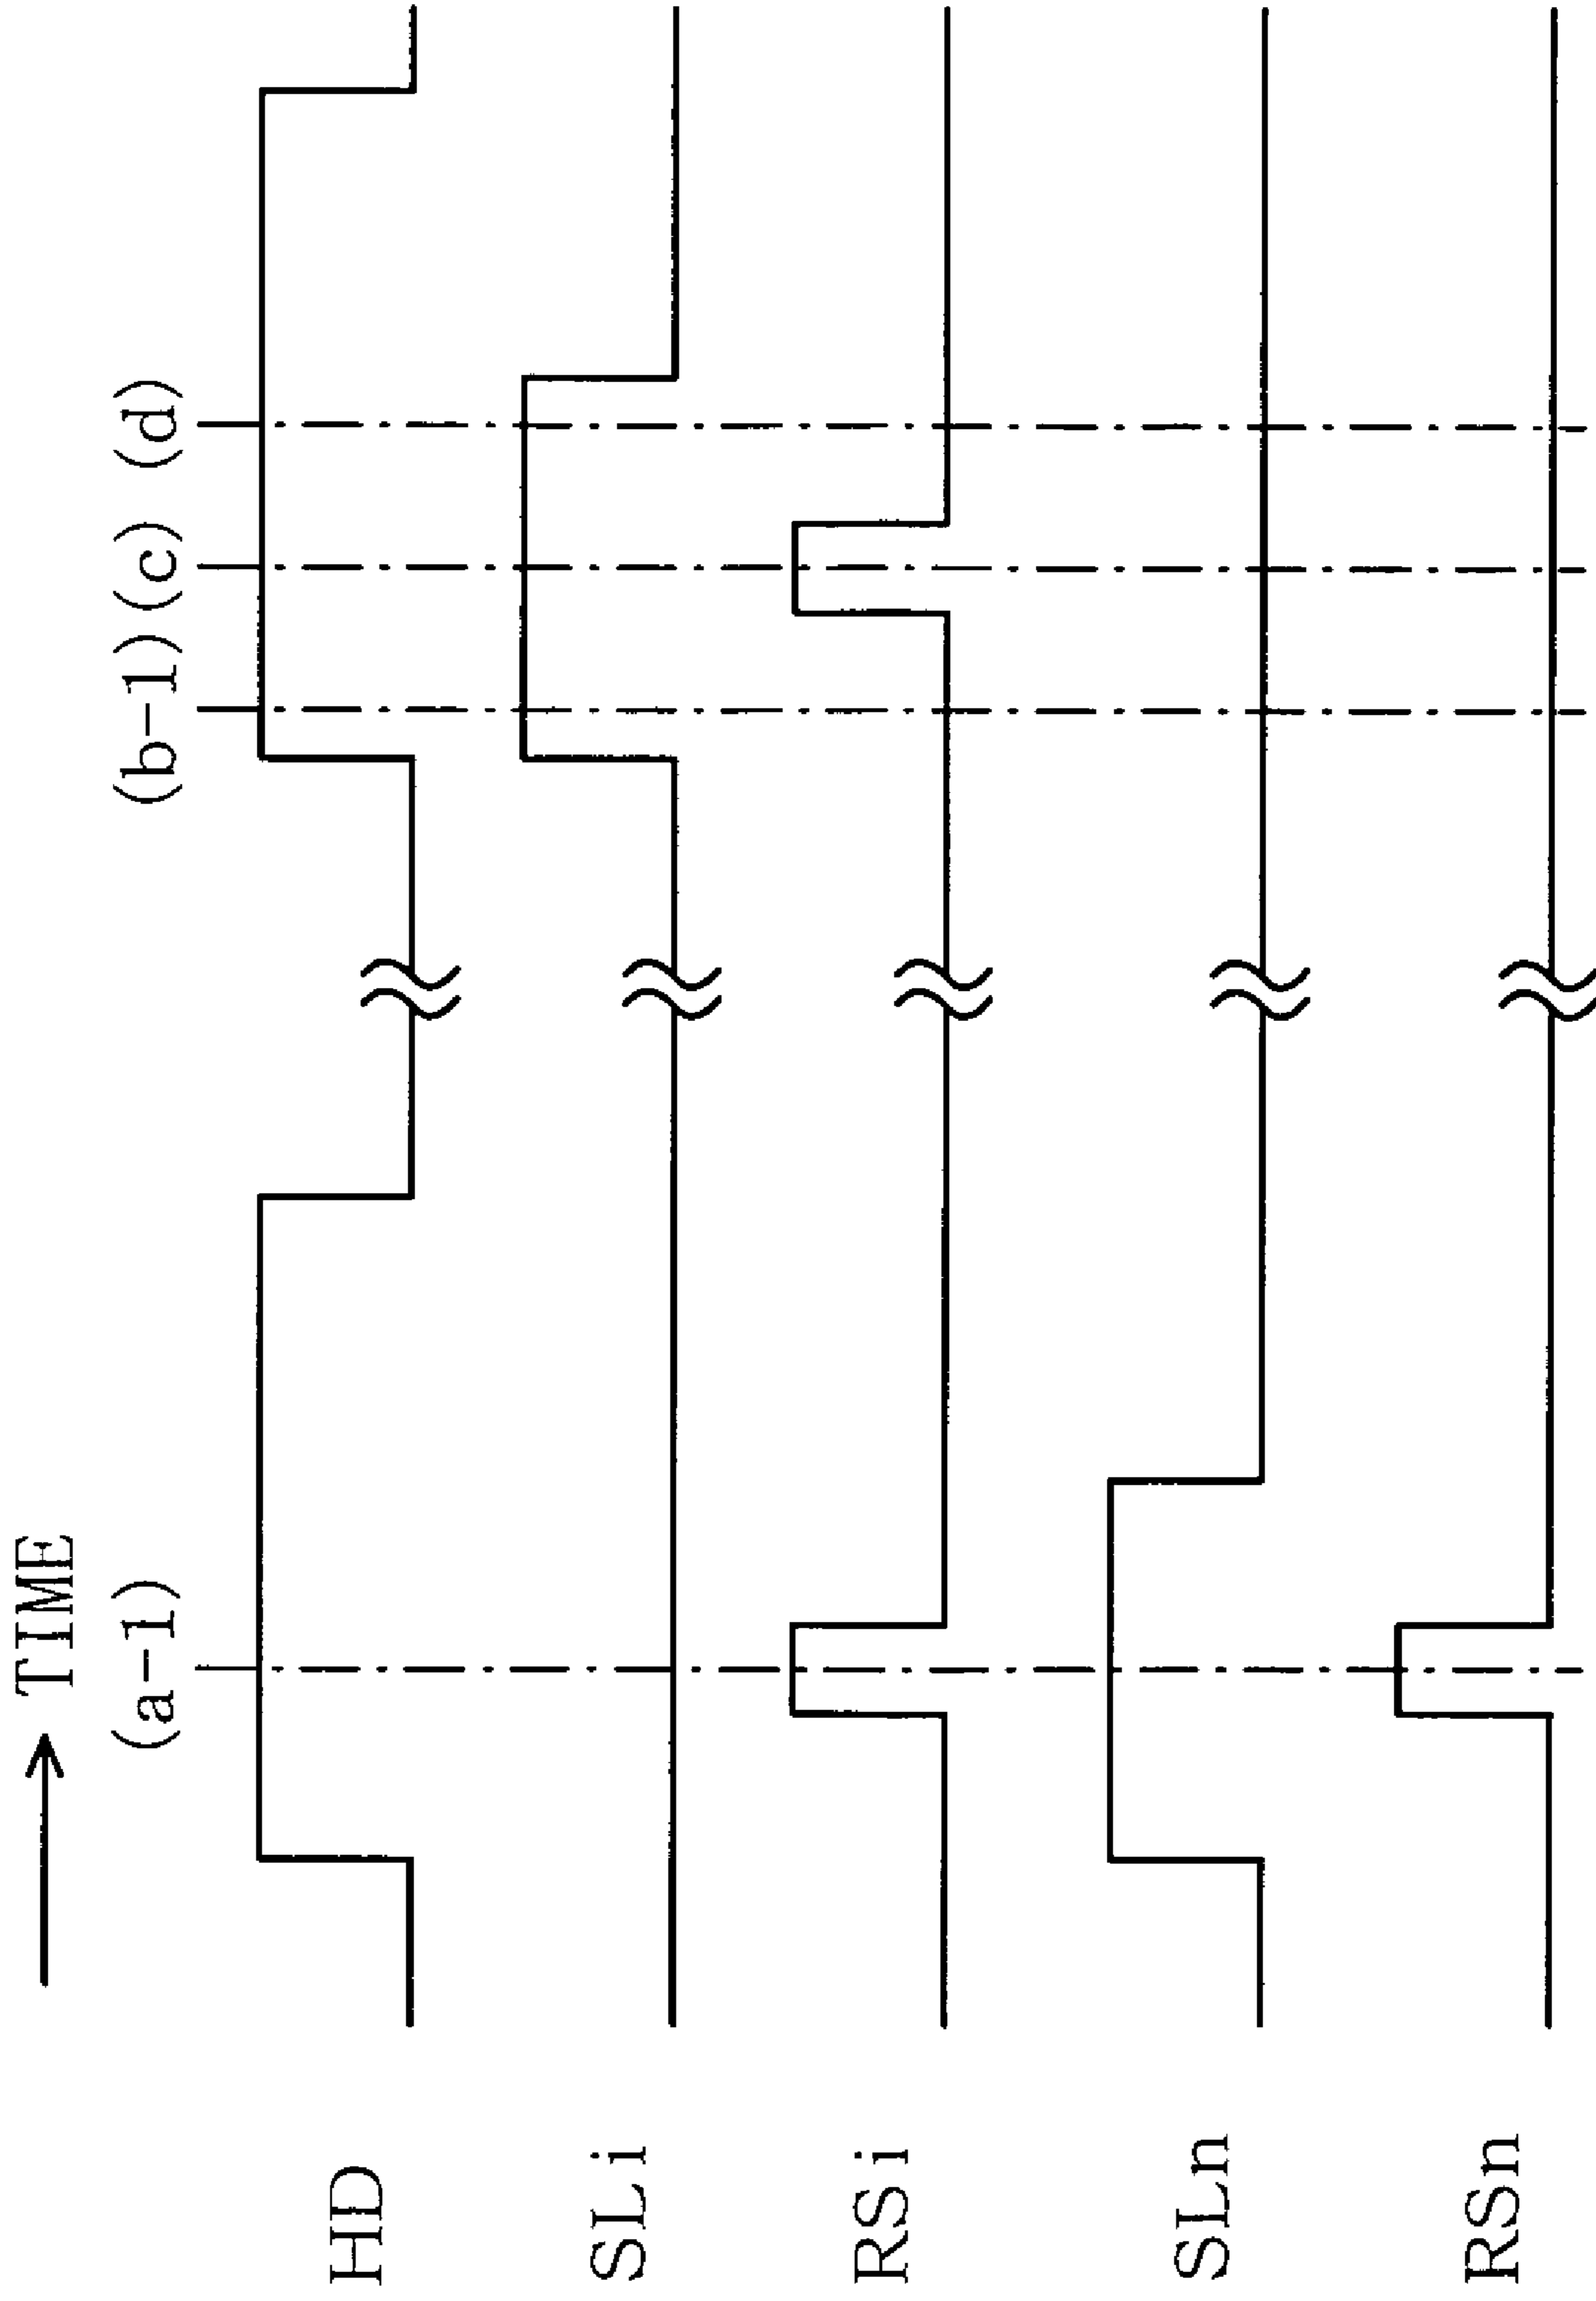 TIME
(a-1)
(b-1) (c) (d)
HD
SLi
RSi
SLn
RSn